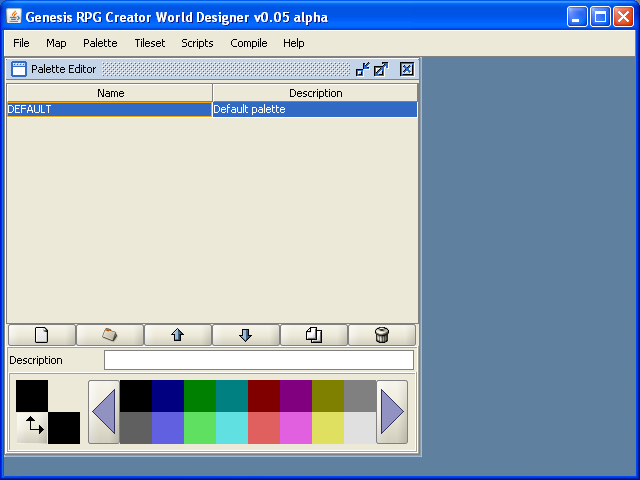 Genesis RPG Creator World Designer v0.05 alpha
File Map Palette Tileset Scripts Compile Help
Palette Editor
Name Description
DEFAULT Default palette
Description